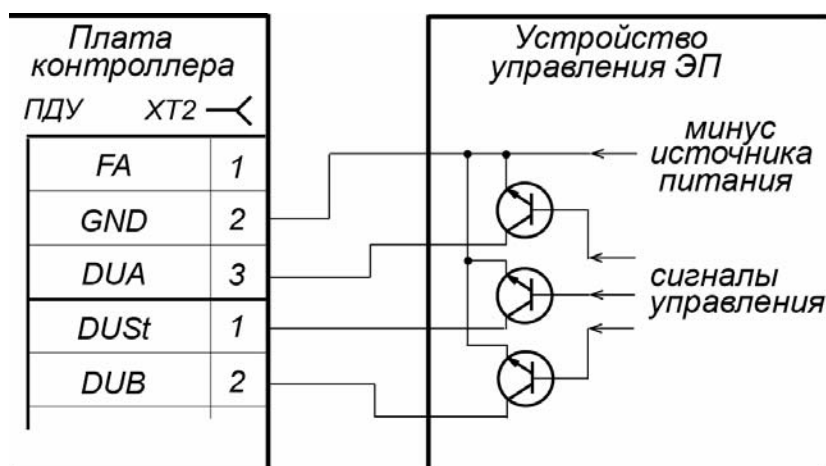 Плата
контроллера
ПДУ XT2
FA 1
GND 2
DUA 3
DUSt 1
DUB 2
Устройство
управления ЭП
минус
источника
питания
сигналы
управления